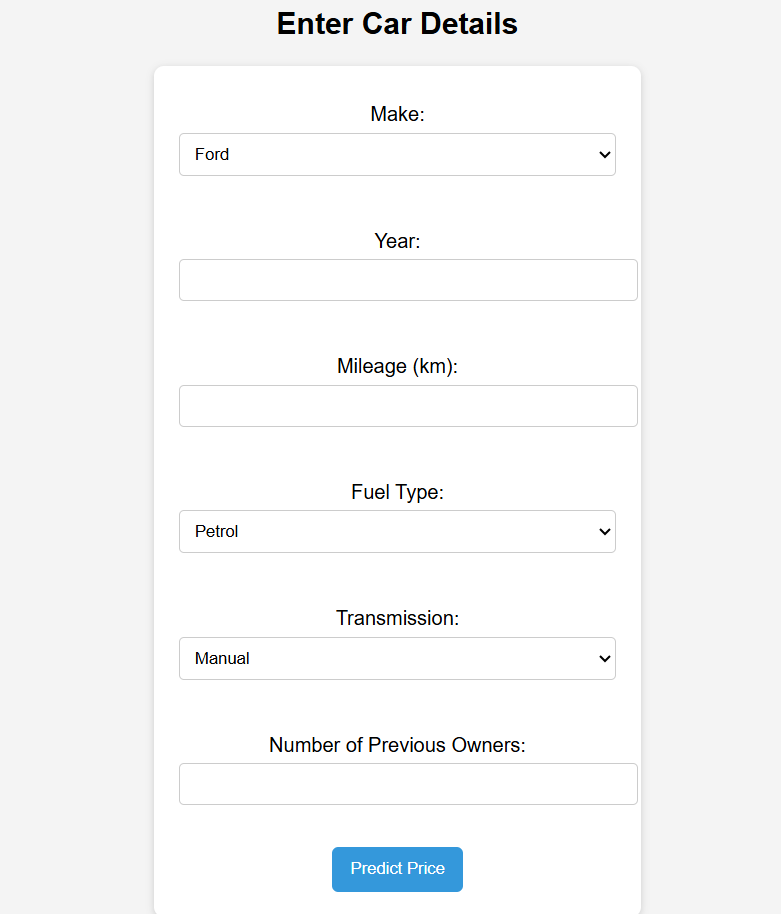 Enter Car Details
Make:
Ford
Year:
Mileage (km):
Fuel Type:
Petrol
Transmission:
Manual
Number of Previous Owners:
Predict Price